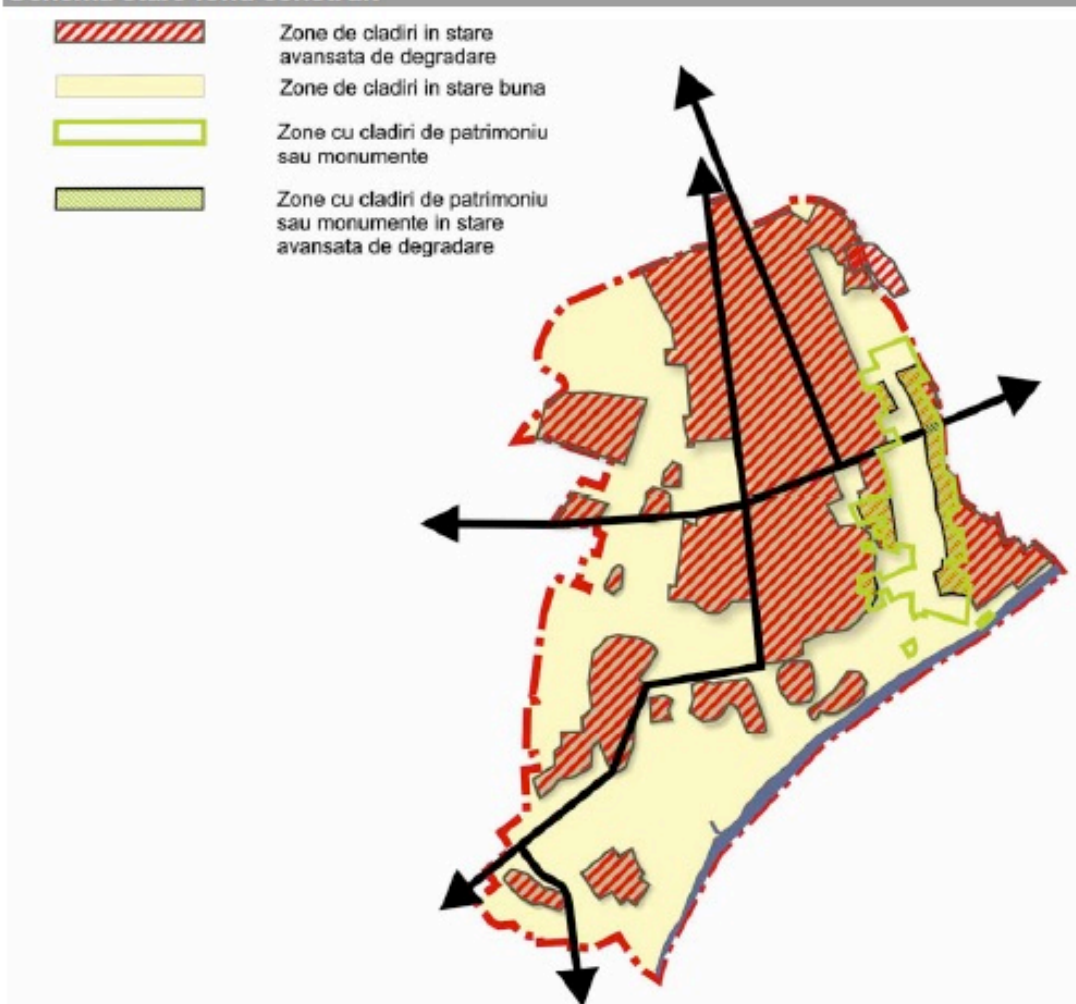 Zone de cladiri in stare
avansata de degradare
Zone de cladiri in stare buna
Zone cu cladiri de patrimoniu
sau monumente
Zone cu cladiri de patrimoniu
sau monumente in stare
avansata de degradare